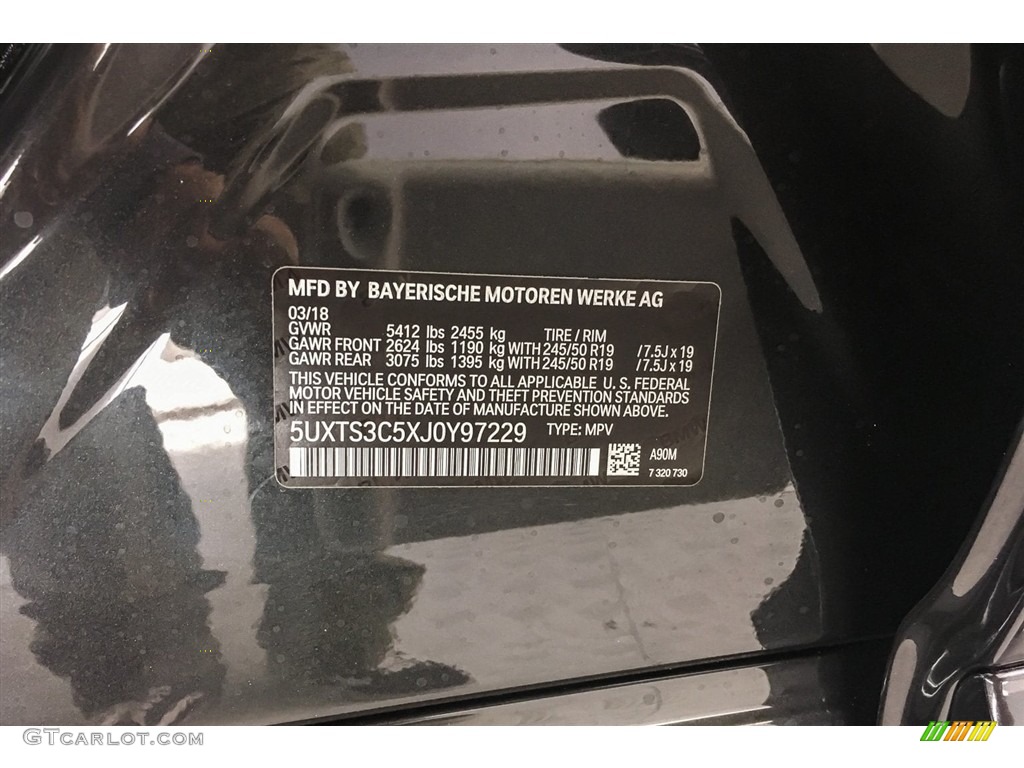 MFD BY BAYERISCHE MOTOREN WERKE AG
03/18
GVWR 5412 lbs 2455 kg TIRE / RIM
GAWR FRONT 2624 lbs 1190 kg WITH 245/50 R19 / 7.5J x 19
GAWR REAR 3075 lbs 1395 kg WITH 245/50 R19 / 7.5J x 19
THIS VEHICLE CONFORMS TO ALL APPLICABLE U. S. FEDERAL
MOTOR VEHICLE SAFETY AND THEFT PREVENTION STANDARDS
IN EFFECT ON THE DATE OF MANUFACTURE SHOWN ABOVE.
5UXTS3C5XJ0Y97229 TYPE: MPV
A90M
7 320 730
GTcarlot.com